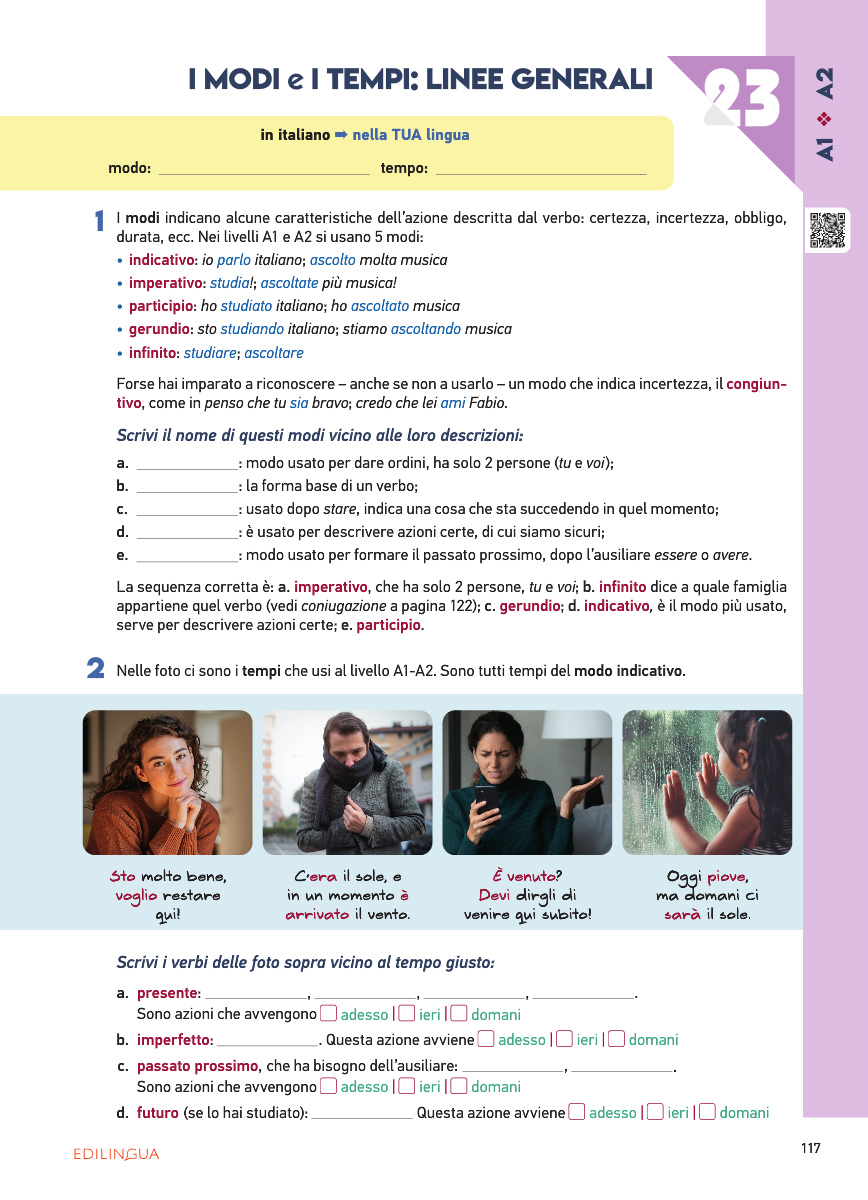 I MODI e I TEMPI: LINEE GENERALI
23
A1 ❖ A2
in italiano ➡ nella TUA lingua
modo: ______________ tempo: ______________
1 I modi indicano alcune caratteristiche dell’azione descritta dal verbo: certezza, incertezza, obbligo,
durata, ecc. Nei livelli A1 e A2 si usano 5 modi:
• indicativo: io parlo italiano; ascolto molta musica
• imperativo: studia!; ascoltate più musica!
• participio: ho studiato italiano; ho ascoltato musica
• gerundio: sto studiando italiano; stiamo ascoltando musica
• infinito: studiare; ascoltare
Forse hai imparato a riconoscere – anche se non a usarlo – un modo che indica incertezza, il congiun-
tivo, come in penso che tu sia bravo; credo che lei ami Fabio.
Scrivi il nome di questi modi vicino alle loro descrizioni:
a. ____________: modo usato per dare ordini, ha solo 2 persone (tu e voi);
b. ____________: la forma base di un verbo;
c. ____________: usato dopo stare, indica una cosa che sta succedendo in quel momento;
d. ____________: è usato per descrivere azioni certe, di cui siamo sicuri;
e. ____________: modo usato per formare il passato prossimo, dopo l’ausiliare essere o avere.
La sequenza corretta è: a. imperativo, che ha solo 2 persone, tu e voi; b. infinito dice a quale famiglia
appartiene quel verbo (vedi coniugazione a pagina 122); c. gerundio; d. indicativo, è il modo più usato,
serve per descrivere azioni certe; e. participio.
2 Nelle foto ci sono i tempi che usi al livello A1-A2. Sono tutti tempi del modo indicativo.
Sto molto bene,
voglio restare
qui!
C’era il sole, e
in un momento è
arrivato il vento.
È venuto?
Devi dirgli di
venire qui subito!
Oggi piove,
ma domani ci
sarà il sole.
Scrivi i verbi delle foto sopra vicino al tempo giusto:
a. presente: ____________, ____________, ____________, ____________.
Sono azioni che avvengono ☐ adesso | ☐ ieri | ☐ domani
b. imperfetto: ____________. Questa azione avviene ☐ adesso | ☐ ieri | ☐ domani
c. passato prossimo, che ha bisogno dell’ausiliare: ____________, ____________.
Sono azioni che avvengono ☐ adesso | ☐ ieri | ☐ domani
d. futuro (se lo hai studiato): ____________ Questa azione avviene ☐ adesso | ☐ ieri | ☐ domani
EDILINGUA
117